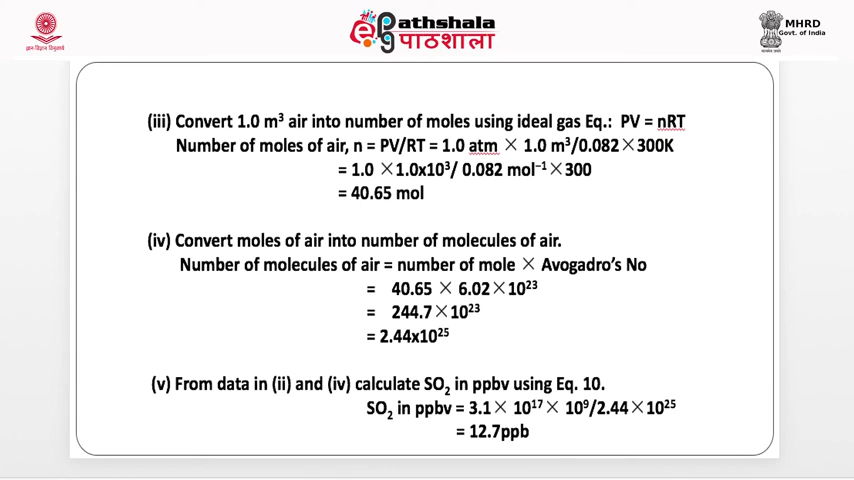 ज्ञान-विज्ञान विमुक्तये
Pathshala
पाठशाला
MHRD
Govt. of India
(iii) Convert 1.0 m³ air into number of moles using ideal gas Eq.: PV = nRT
Number of moles of air, n = PV/RT = 1.0 atm × 1.0 m³/0.082×300K
= 1.0 ×1.0x10³/ 0.082 mol⁻¹×300
= 40.65 mol
(iv) Convert moles of air into number of molecules of air.
Number of molecules of air = number of mole × Avogadro's No
= 40.65 × 6.02×10²³
= 244.7×10²³
= 2.44x10²⁵
(v) From data in (ii) and (iv) calculate SO₂ in ppbv using Eq. 10.
SO₂ in ppbv = 3.1× 10¹⁷× 10⁹/2.44×10²⁵
= 12.7ppb